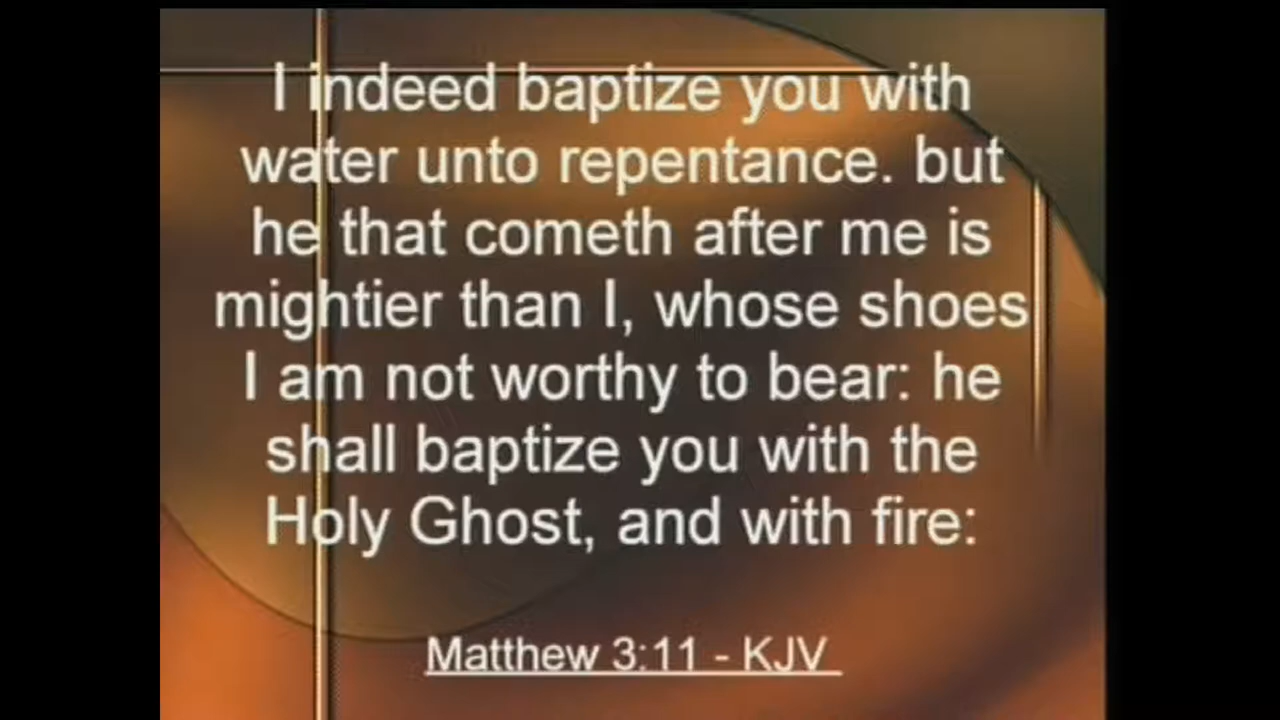 I indeed baptize you with
water unto repentance. but
he that cometh after me is
mightier than I, whose shoes
I am not worthy to bear: he
shall baptize you with the
Holy Ghost, and with fire:
Matthew 3:11 - KJV